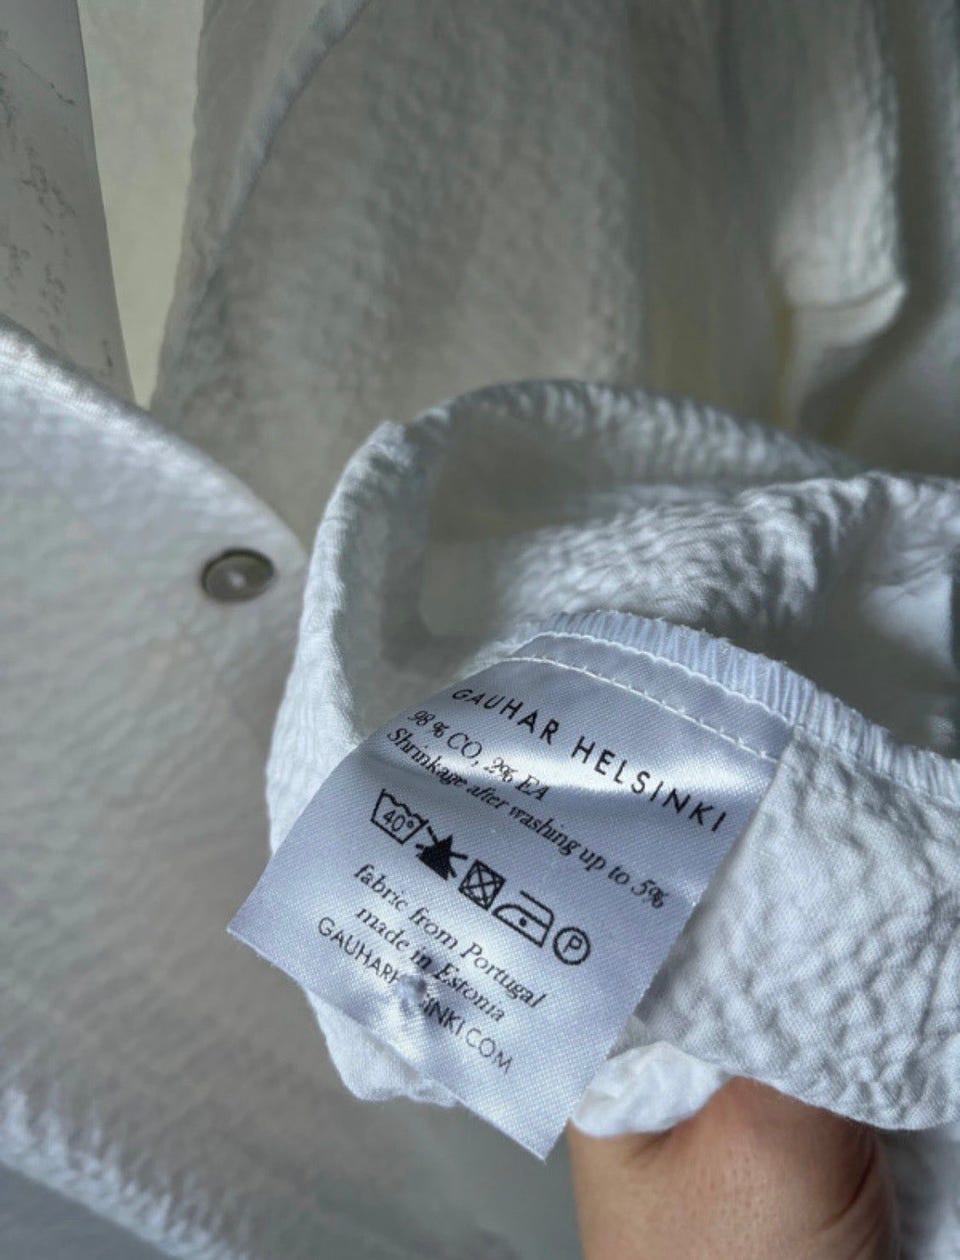 GAUHAR HELSINKI
98 % CO, 2% EA
Shrinkage after washing up to 5%
40°
P
fabric from Portugal
made in Estonia